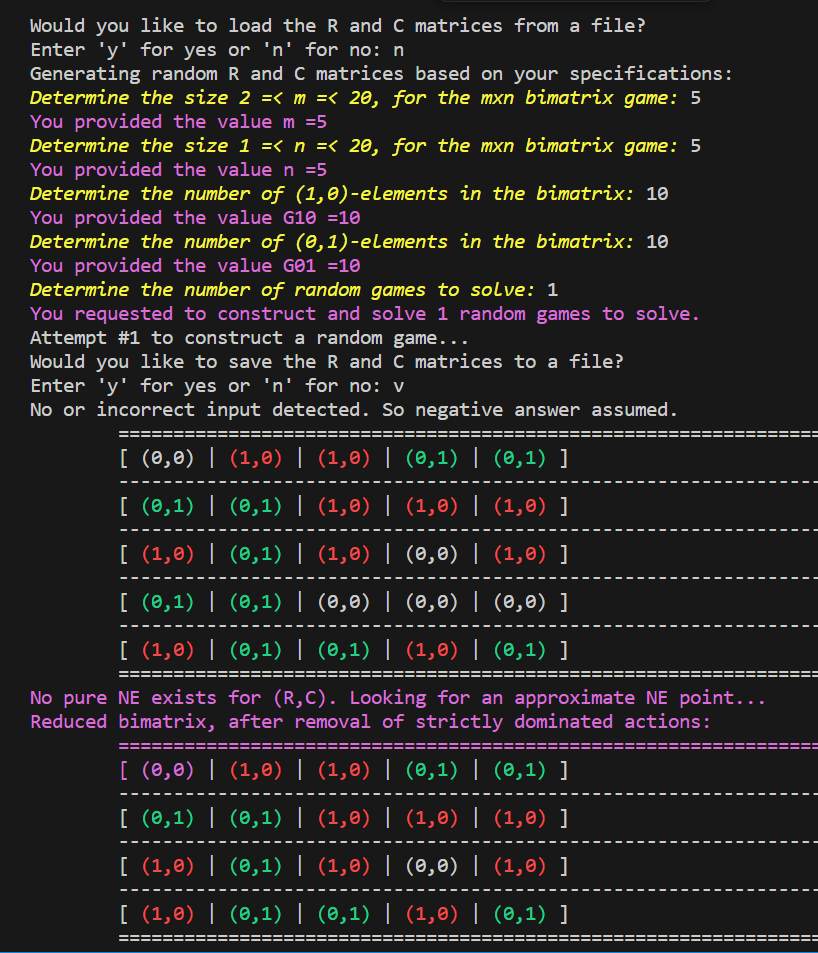 Would you like to load the R and C matrices from a file?
Enter 'y' for yes or 'n' for no: n
Generating random R and C matrices based on your specifications:
Determine the size 2 =< m =< 20, for the mxn bimatrix game: 5
You provided the value m =5
Determine the size 1 =< n =< 20, for the mxn bimatrix game: 5
You provided the value n =5
Determine the number of (1,0)-elements in the bimatrix: 10
You provided the value G10 =10
Determine the number of (0,1)-elements in the bimatrix: 10
You provided the value G01 =10
Determine the number of random games to solve: 1
You requested to construct and solve 1 random games to solve.
Attempt #1 to construct a random game...
Would you like to save the R and C matrices to a file?
Enter 'y' for yes or 'n' for no: v
No or incorrect input detected. So negative answer assumed.
================================================================
[ (0,0) | (1,0) | (1,0) | (0,1) | (0,1) ]
----------------------------------------------------------------
[ (0,1) | (0,1) | (1,0) | (1,0) | (1,0) ]
----------------------------------------------------------------
[ (1,0) | (0,1) | (1,0) | (0,0) | (1,0) ]
----------------------------------------------------------------
[ (0,1) | (0,1) | (0,0) | (0,0) | (0,0) ]
----------------------------------------------------------------
[ (1,0) | (0,1) | (0,1) | (1,0) | (0,1) ]
================================================================
No pure NE exists for (R,C). Looking for an approximate NE point...
Reduced bimatrix, after removal of strictly dominated actions:
================================================================
[ (0,0) | (1,0) | (1,0) | (0,1) | (0,1) ]
----------------------------------------------------------------
[ (0,1) | (0,1) | (1,0) | (1,0) | (1,0) ]
----------------------------------------------------------------
[ (1,0) | (0,1) | (1,0) | (0,0) | (1,0) ]
----------------------------------------------------------------
[ (1,0) | (0,1) | (0,1) | (1,0) | (0,1) ]
================================================================